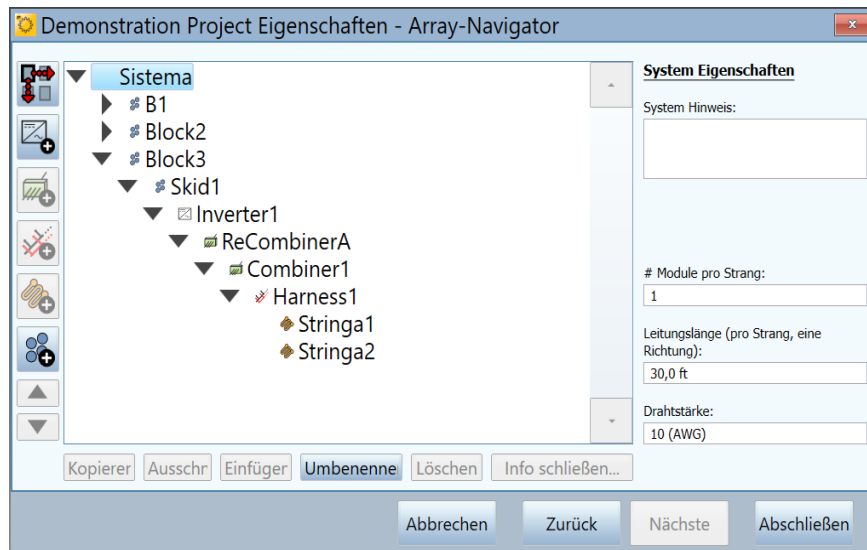 Demonstration Project Eigenschaften - Array-Navigator
x
Sistema
B1
Block2
Block3
Skid1
Inverter1
ReCombinerA
Combiner1
Harness1
Stringa1
Stringa2
System Eigenschaften
System Hinweis:
# Module pro Strang:
1
Leitungslänge (pro Strang, eine
Richtung):
30,0 ft
Drahtstärke:
10 (AWG)
Kopierer Ausschr Einfüger Umbenenne Löschen Info schließen...
Abbrechen Zurück Nächste Abschließen